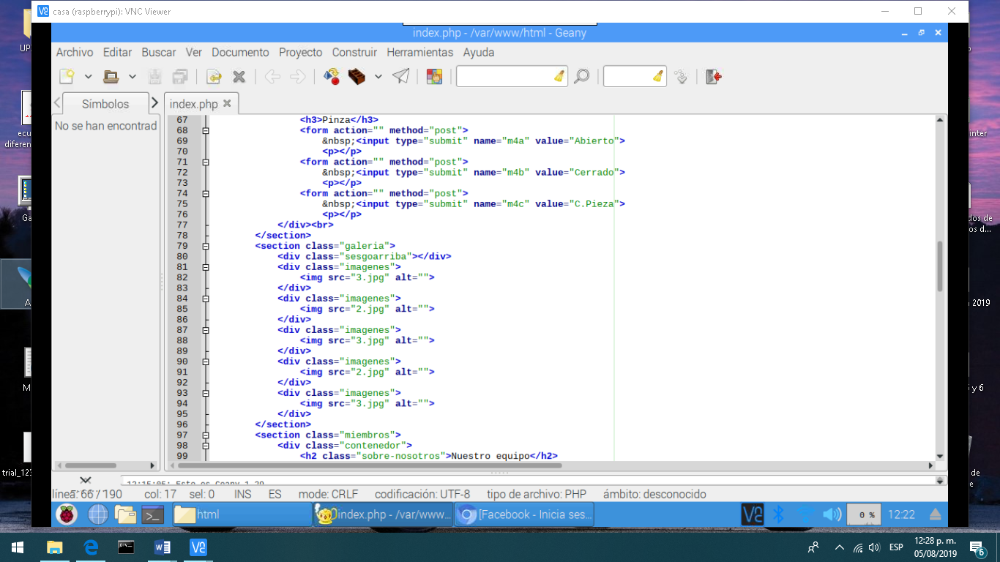 casa (raspberrypi): VNC Viewer
index.php - /var/www/html - Geany
Archivo Editar Buscar Ver Documento Proyecto Construir Herramientas Ayuda
Símbolos
index.php
No se han encontrad
67 <h3>Pinza</h3>
68 <form action="" method="post">
69 &nbsp;<input type="submit" name="m4a" value="Abierto">
70 <p></p>
71 <form action="" method="post">
72 &nbsp;<input type="submit" name="m4b" value="Cerrado">
73 <p></p>
74 <form action="" method="post">
75 &nbsp;<input type="submit" name="m4c" value="C.Pieza">
76 <p></p>
77 </div><br>
78 </section>
79 <section class="galeria">
80 <div class="sesgoarriba"></div>
81 <div class="imagenes">
82 <img src="3.jpg" alt="">
83 </div>
84 <div class="imagenes">
85 <img src="2.jpg" alt="">
86 </div>
87 <div class="imagenes">
88 <img src="3.jpg" alt="">
89 </div>
90 <div class="imagenes">
91 <img src="2.jpg" alt="">
92 </div>
93 <div class="imagenes">
94 <img src="3.jpg" alt="">
95 </div>
96 </section>
97 <section class="miembros">
98 <div class="contenedor">
99 <h2 class="sobre-nosotros">Nuestro equipo</h2>
12:15:05: Este es Geany 1.29.
línea: 66 / 190 col: 17 sel: 0 INS ES mode: CRLF codificación: UTF-8 tipo de archivo: PHP ámbito: desconocido
html
index.php - /var/www...
[Facebook - Inicia ses...
0 %
12:22
UP
ecu
diferen
Ga
A
M
trial_123
inter
dos de
os d...
2019
6 y 6
de
e
ESP
12:28 p. m.
05/08/2019
6